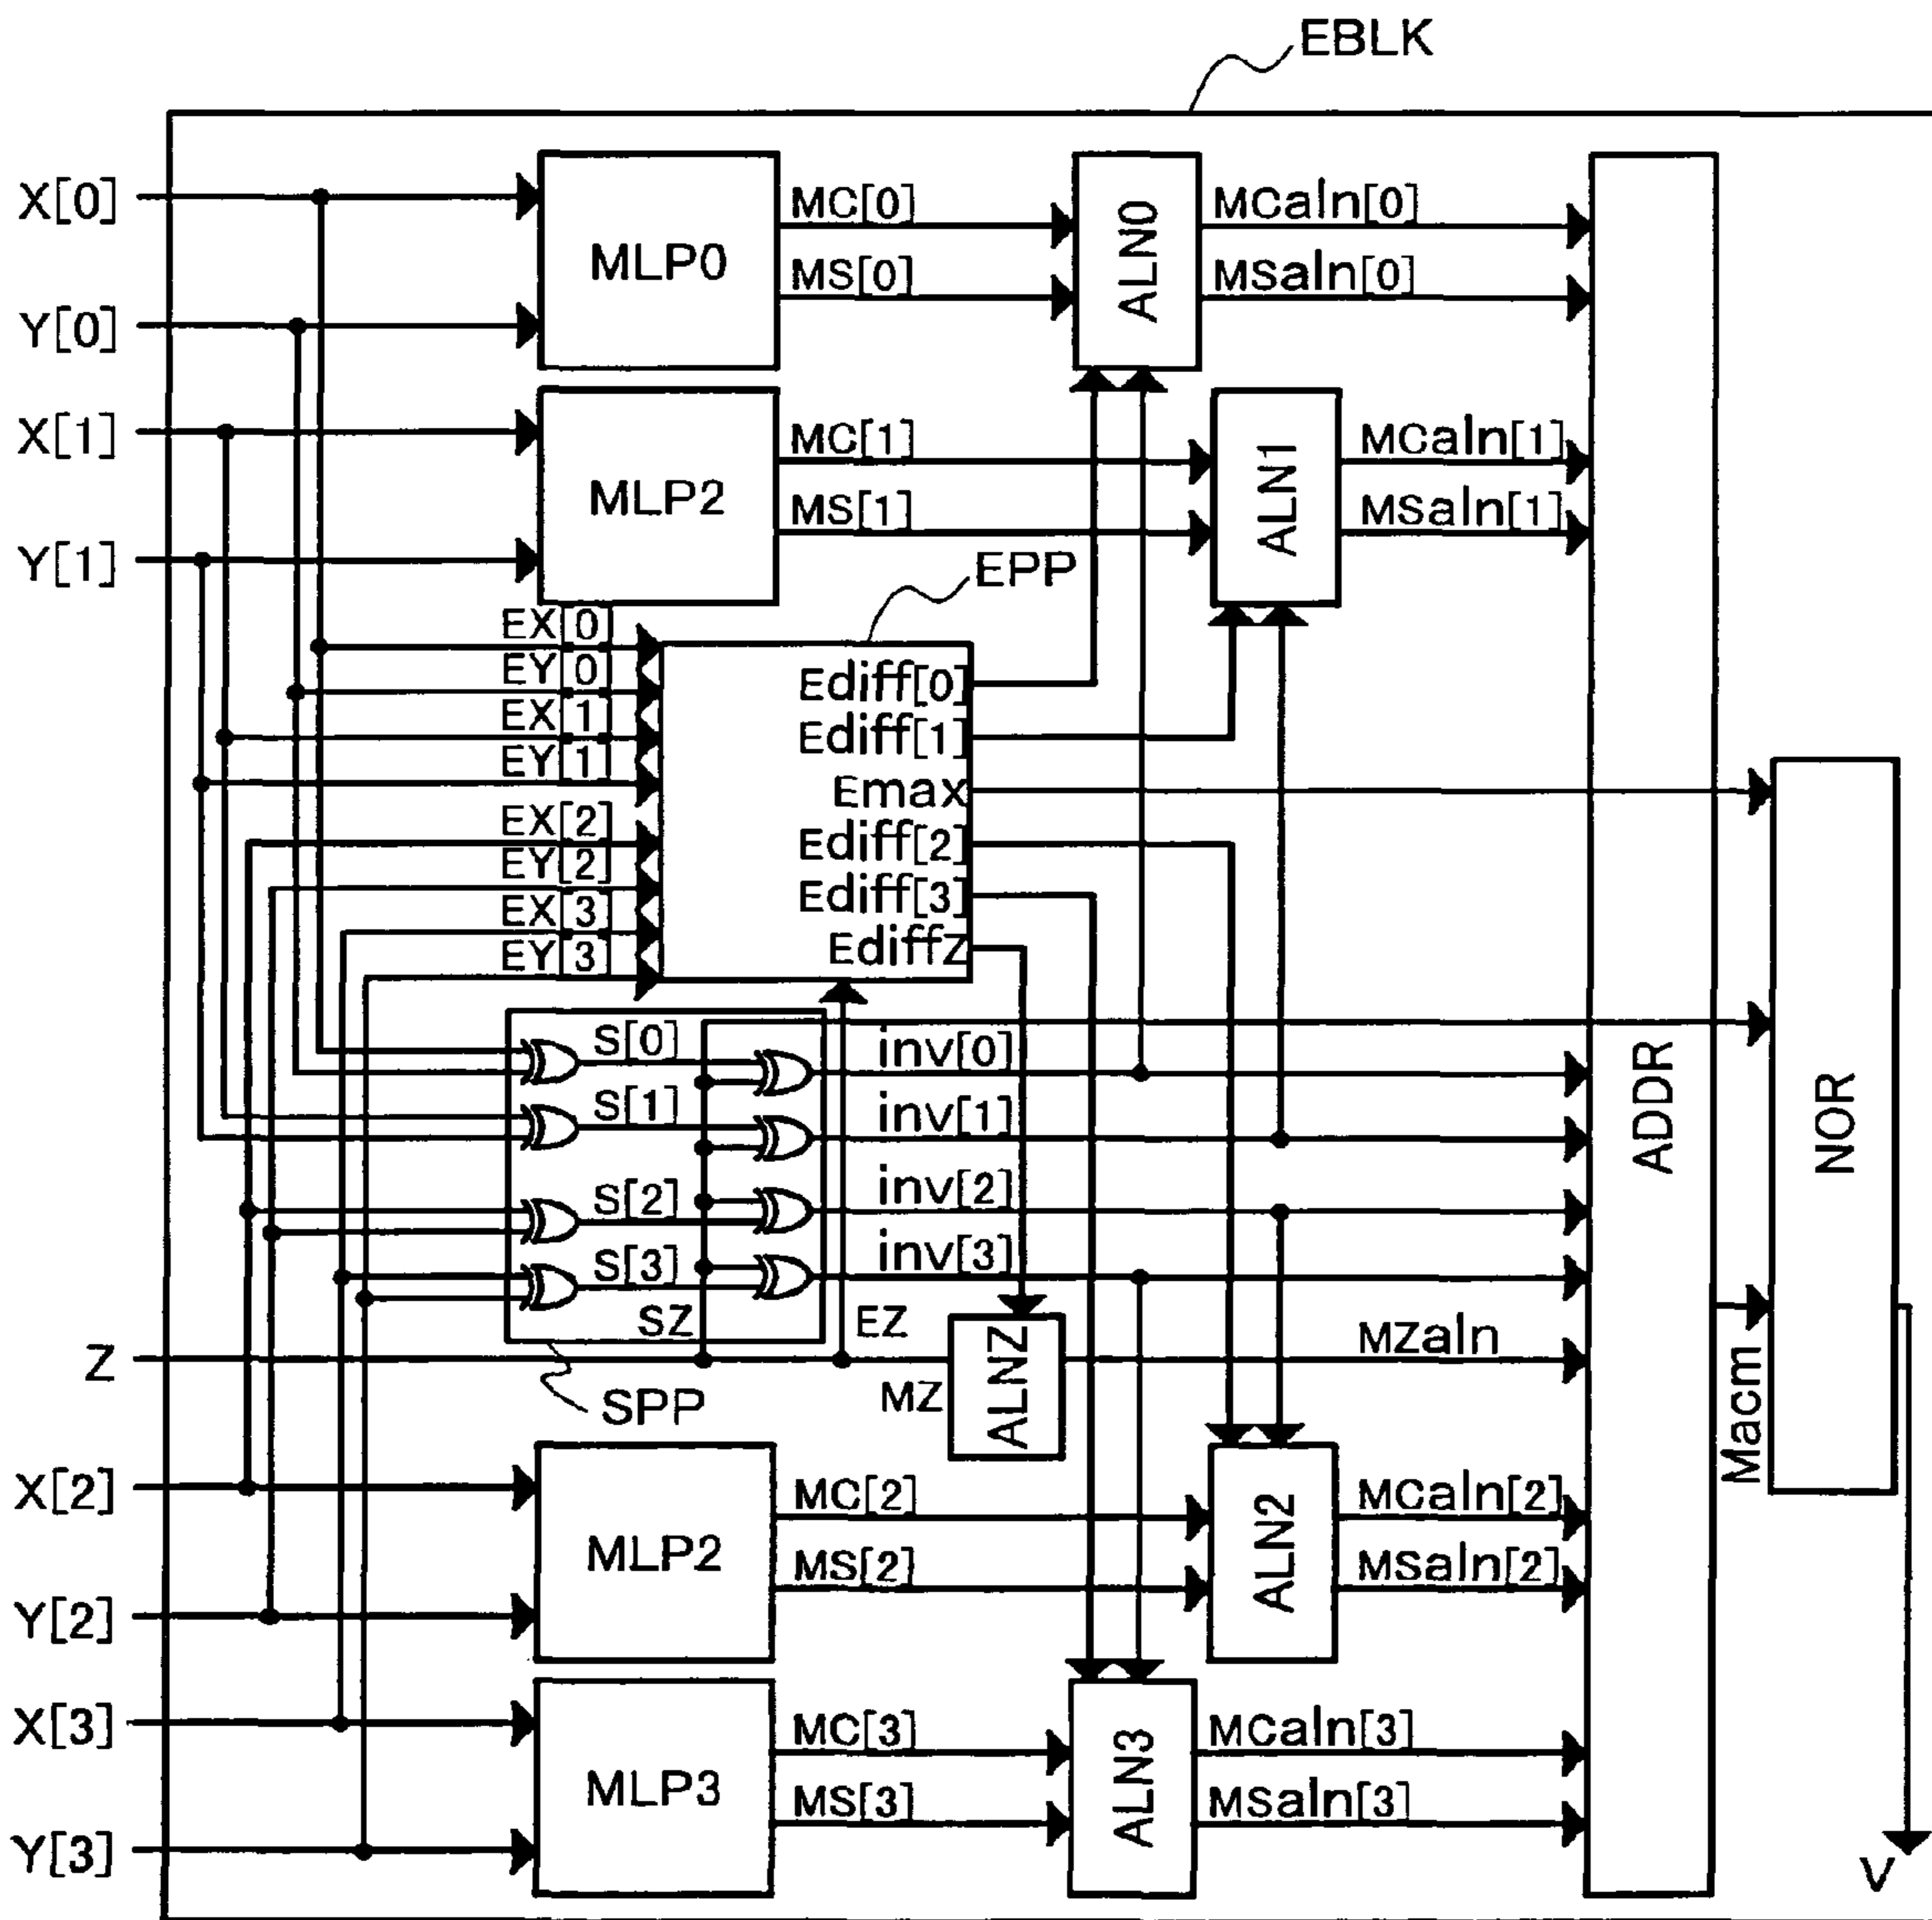 EBLK
X[0]
MLP0
MC[0]
ALN0
MCaln[0]
MS[0]
MSaln[0]
Y[0]
X[1]
MLP2
MC[1]
ALN1
MCaln[1]
MS[1]
MSaln[1]
Y[1]
EPP
EX[0]
EY[0]
EX[1]
EY[1]
EX[2]
EY[2]
EX[3]
EY[3]
Ediff[0]
Ediff[1]
Emax
Ediff[2]
Ediff[3]
EdiffZ
S[0]
S[1]
S[2]
S[3]
SZ
EZ
inv[0]
inv[1]
inv[2]
inv[3]
ADDR
NOR
Z
SPP
MZ
ALNZ
MZaln
Macm
X[2]
MLP2
MC[2]
ALN2
MCaln[2]
MS[2]
MSaln[2]
Y[2]
X[3]
MLP3
MC[3]
ALN3
MCaln[3]
MS[3]
MSaln[3]
Y[3]
V